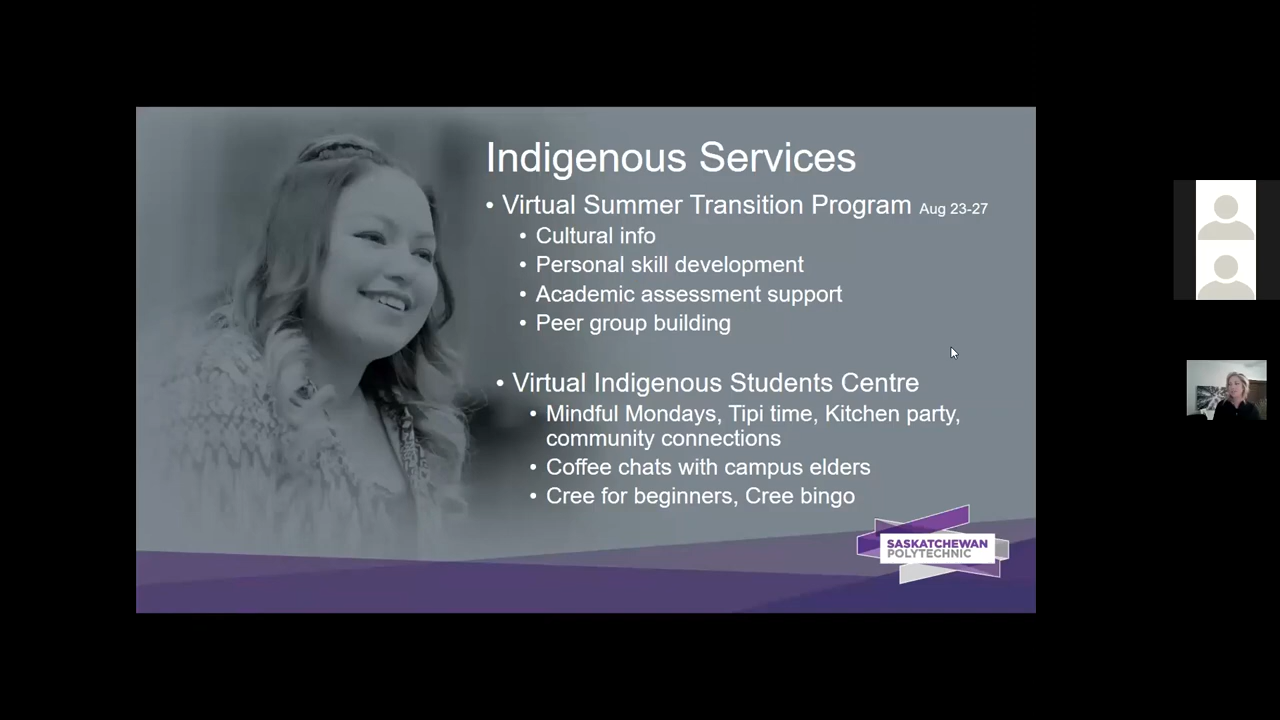 Indigenous Services
• Virtual Summer Transition Program Aug 23-27
• Cultural info
• Personal skill development
• Academic assessment support
• Peer group building
• Virtual Indigenous Students Centre
• Mindful Mondays, Tipi time, Kitchen party,
community connections
• Coffee chats with campus elders
• Cree for beginners, Cree bingo
SASKATCHEWAN
POLYTECHNIC